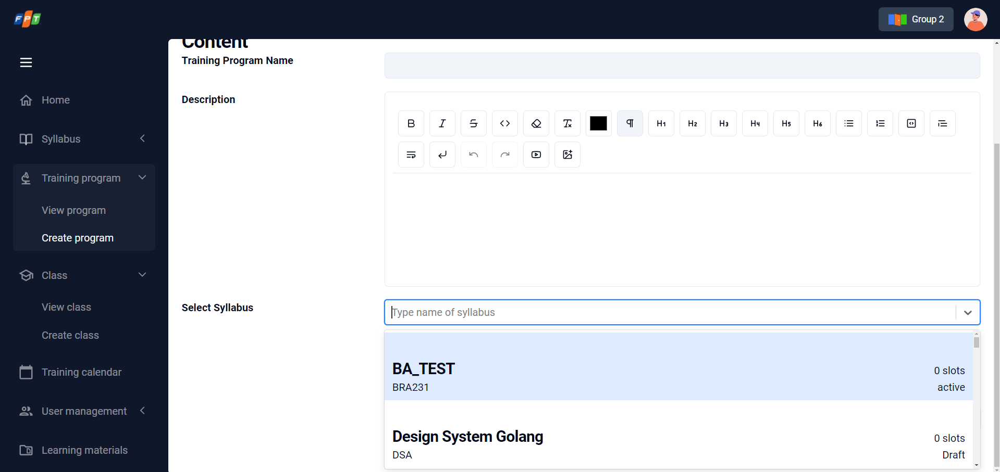 FPT
Group 2
Home
Syllabus
Training program
View program
Create program
Class
View class
Create class
Training calendar
User management
Learning materials
Content
Training Program Name
Description
B I S <> T ¶ H1 H2 H3 H4 H5 H6
Select Syllabus
Type name of syllabus
BA_TEST
0 slots
BRA231
active
Design System Golang
0 slots
DSA
Draft